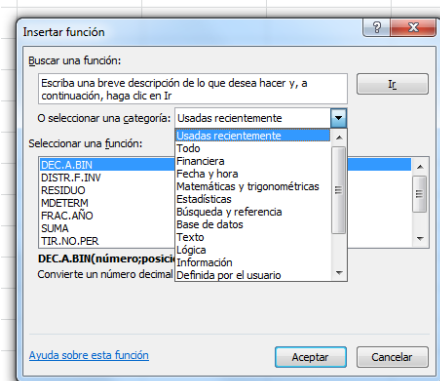 Insertar función
Buscar una función:
Escriba una breve descripción de lo que desea hacer y, a
continuación, haga clic en Ir
Ir
O seleccionar una categoría:
Usadas recientemente
Usadas recientemente
Todo
Financiera
Fecha y hora
Matemáticas y trigonométricas
Estadísticas
Búsqueda y referencia
Base de datos
Texto
Lógica
Información
Definida por el usuario
Seleccionar una función:
DEC.A.BIN
DISTR.F.INV
RESIDUO
MDETERM
FRAC.AÑO
SUMA
TIR.NO.PER
DEC.A.BIN(número;posici
Convierte un número decimal
Ayuda sobre esta función
Aceptar
Cancelar